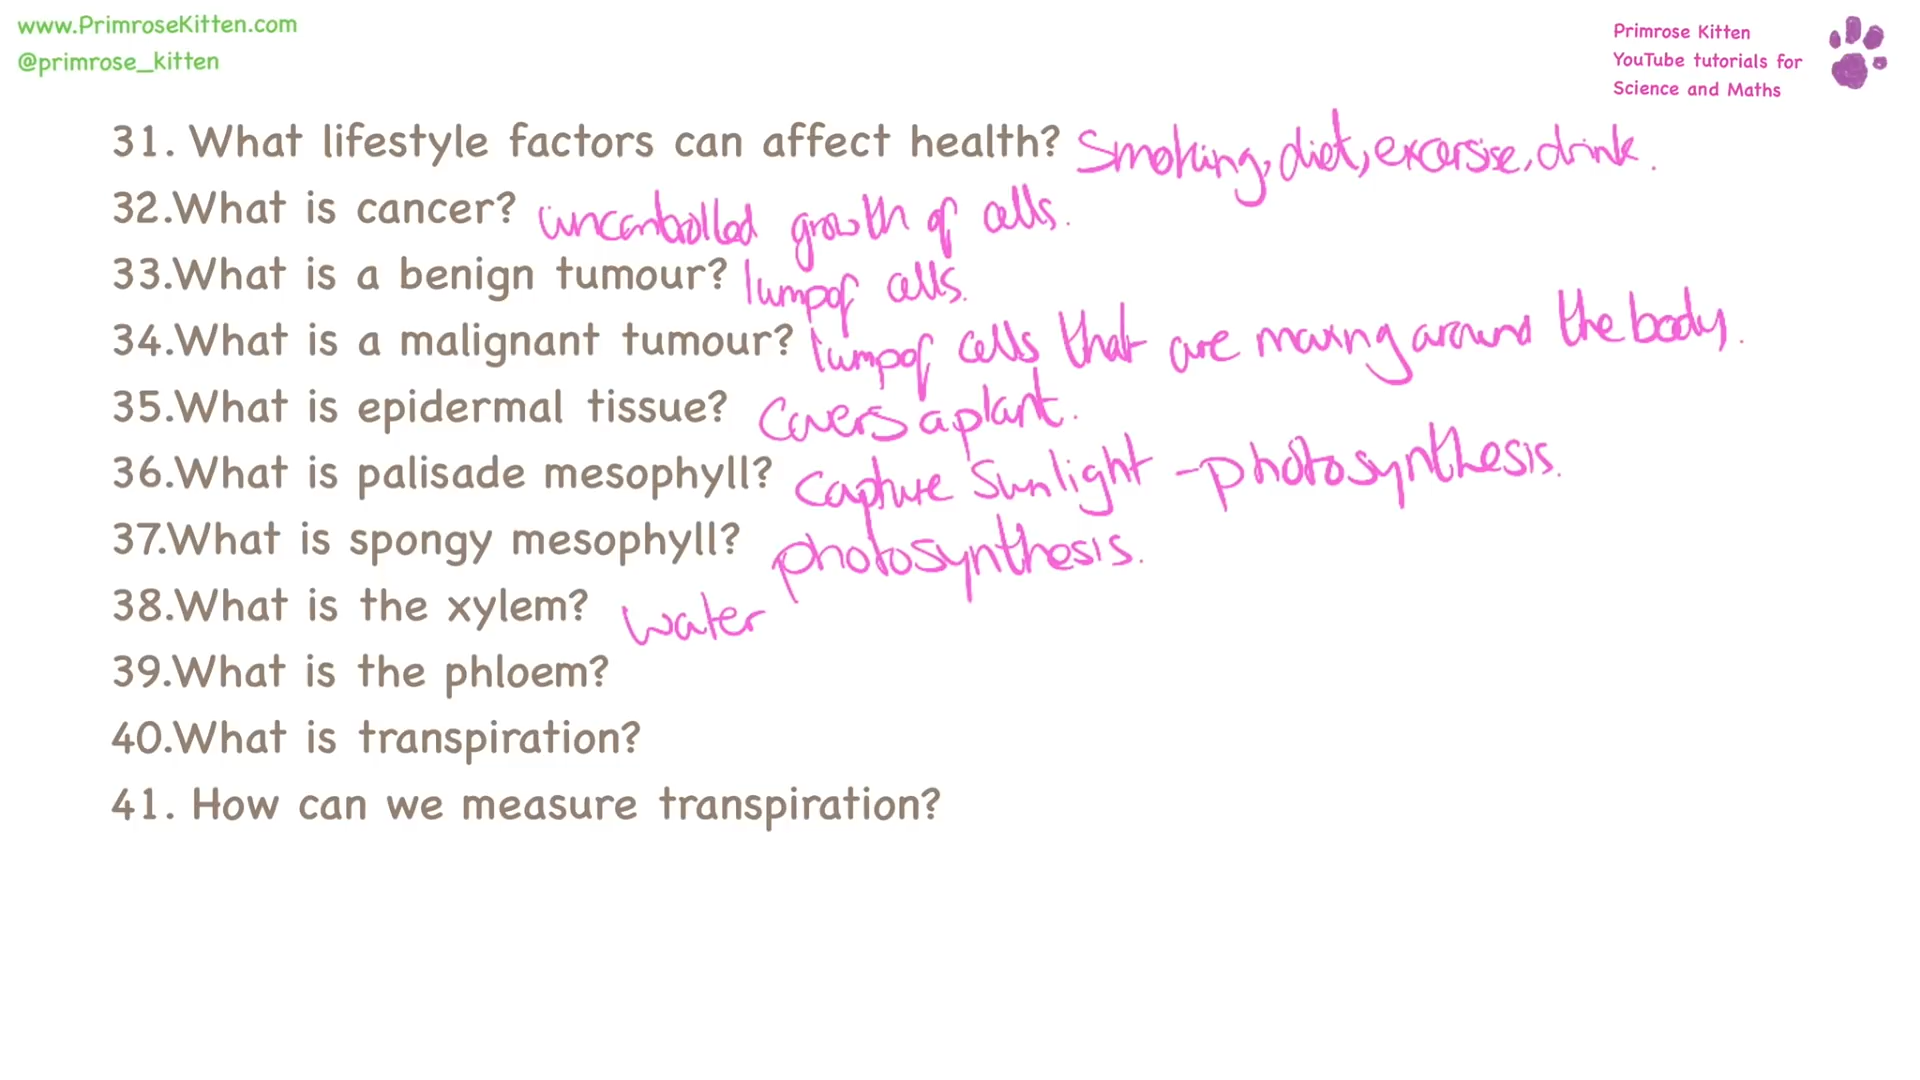 www.PrimroseKitten.com
@primrose_kitten
Primrose Kitten
YouTube tutorials for
Science and Maths
31. What lifestyle factors can affect health? Smoking, diet, excersise, drink.
32.What is cancer? uncontrolled growth of cells.
33.What is a benign tumour? lump of cells.
34.What is a malignant tumour? lump of cells that are moving around the body.
35.What is epidermal tissue? Covers a plant.
36.What is palisade mesophyll? Capture Sunlight - photosynthesis.
37.What is spongy mesophyll? photosynthesis.
38.What is the xylem? water
39.What is the phloem?
40.What is transpiration?
41. How can we measure transpiration?